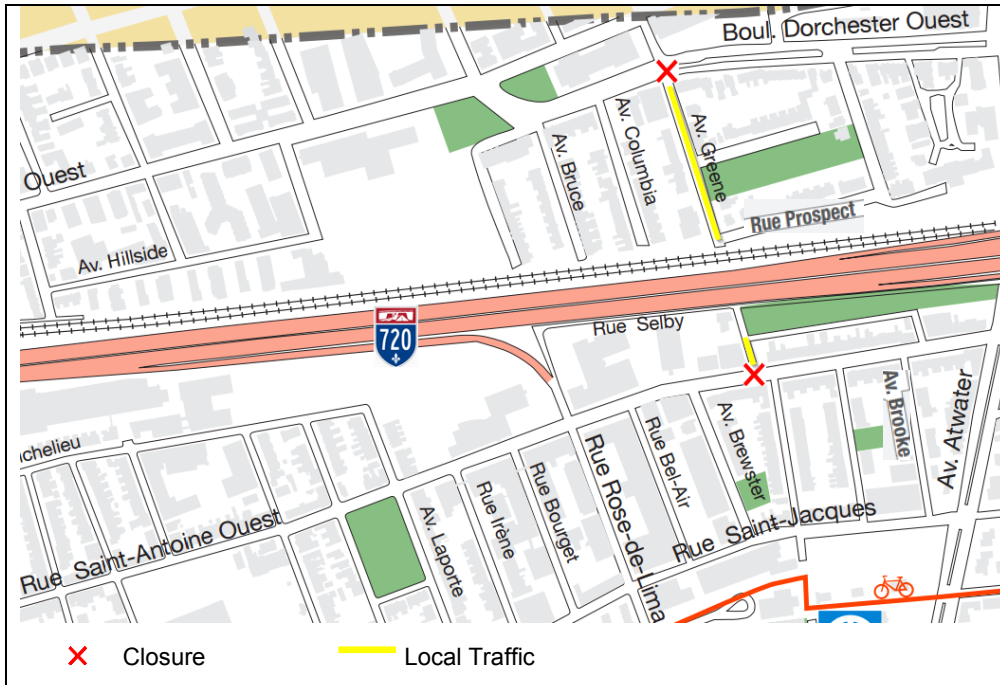 Boul. Dorchester Ouest
Av. Greene
Av. Columbia
Av. Bruce
Ouest
Rue Prospect
Av. Hillside
Rue Selby
720
Av. Brooke
Av. Atwater
Av. Brewster
chelieu
Rue Bel-Air
Rue Rose-de-Lima
Rue Saint-Jacques
Rue Bourget
Rue Irène
Av. Laporte
Rue Saint-Antoine Ouest
Closure
Local Traffic